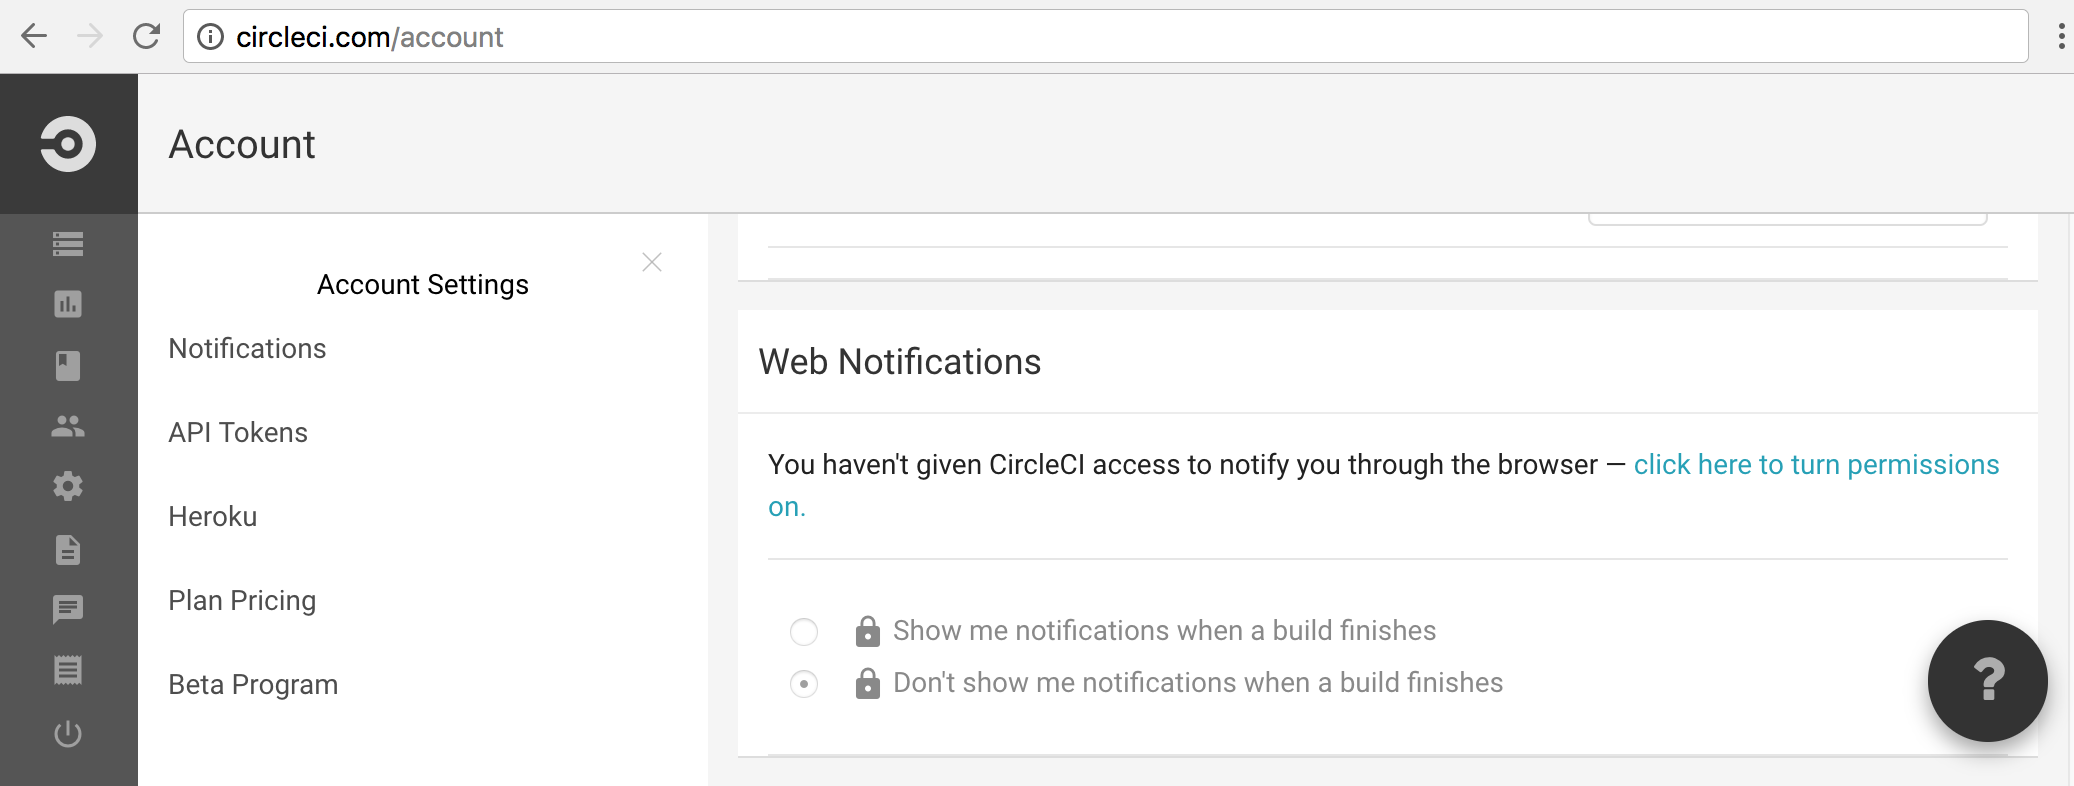 circleci.com/account
Account
Account Settings
Notifications
API Tokens
Heroku
Plan Pricing
Beta Program
Web Notifications
You haven't given CircleCI access to notify you through the browser — click here to turn permissions
on.
Show me notifications when a build finishes
Don't show me notifications when a build finishes
?